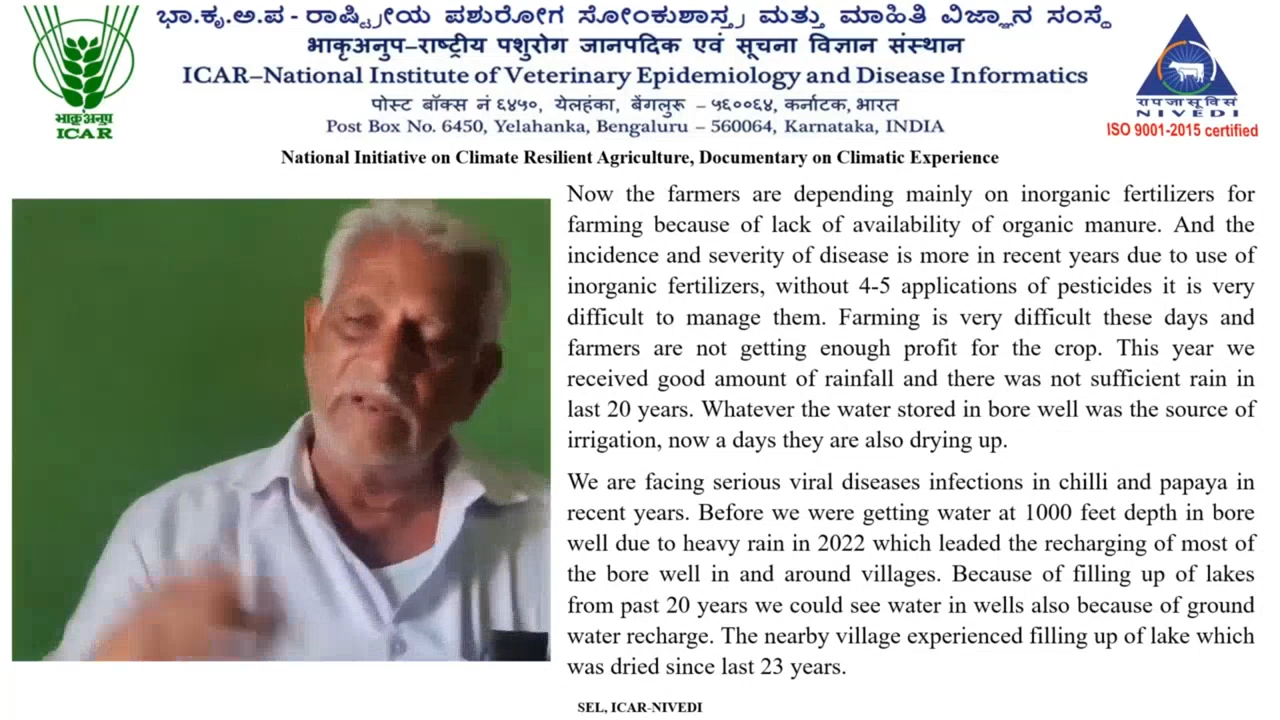 ಭಾ.ಕೃ.ಅ.ಪ - ರಾಷ್ಟ್ರೀಯ ಪಶುರೋಗ ಸೋಂಕುಶಾಸ್ತ್ರ ಮತ್ತು ಮಾಹಿತಿ ವಿಜ್ಞಾನ ಸಂಸ್ಥೆ
भाकृअनुप–राष्ट्रीय पशुरोग जानपदिक एवं सूचना विज्ञान संस्थान
ICAR–National Institute of Veterinary Epidemiology and Disease Informatics
पोस्ट बॉक्स नं ६४५०, येलहंका, बेंगलुरू – ५६००६४, कर्नाटक, भारत
Post Box No. 6450, Yelahanka, Bengaluru – 560064, Karnataka, INDIA
भाकृअनुप
ICAR
रा प जा सू वि सं
NIVEDI
ISO 9001-2015 certified
National Initiative on Climate Resilient Agriculture, Documentary on Climatic Experience
Now the farmers are depending mainly on inorganic fertilizers for
farming because of lack of availability of organic manure. And the
incidence and severity of disease is more in recent years due to use of
inorganic fertilizers, without 4-5 applications of pesticides it is very
difficult to manage them. Farming is very difficult these days and
farmers are not getting enough profit for the crop. This year we
received good amount of rainfall and there was not sufficient rain in
last 20 years. Whatever the water stored in bore well was the source of
irrigation, now a days they are also drying up.
We are facing serious viral diseases infections in chilli and papaya in
recent years. Before we were getting water at 1000 feet depth in bore
well due to heavy rain in 2022 which leaded the recharging of most of
the bore well in and around villages. Because of filling up of lakes
from past 20 years we could see water in wells also because of ground
water recharge. The nearby village experienced filling up of lake which
was dried since last 23 years.
SEL, ICAR-NIVEDI